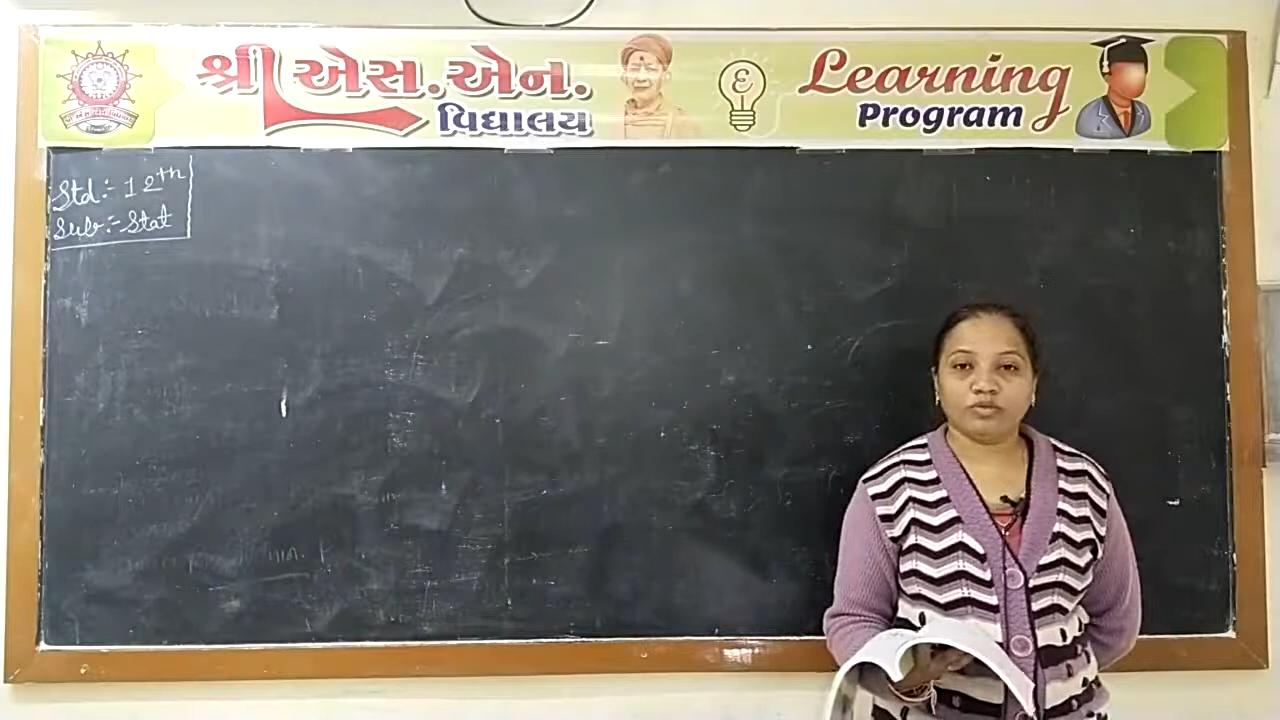 શ્રી એસ.એન.
વિદ્યાલય
ε
Learning
Program
Std :- 12th
Sub :- Stat